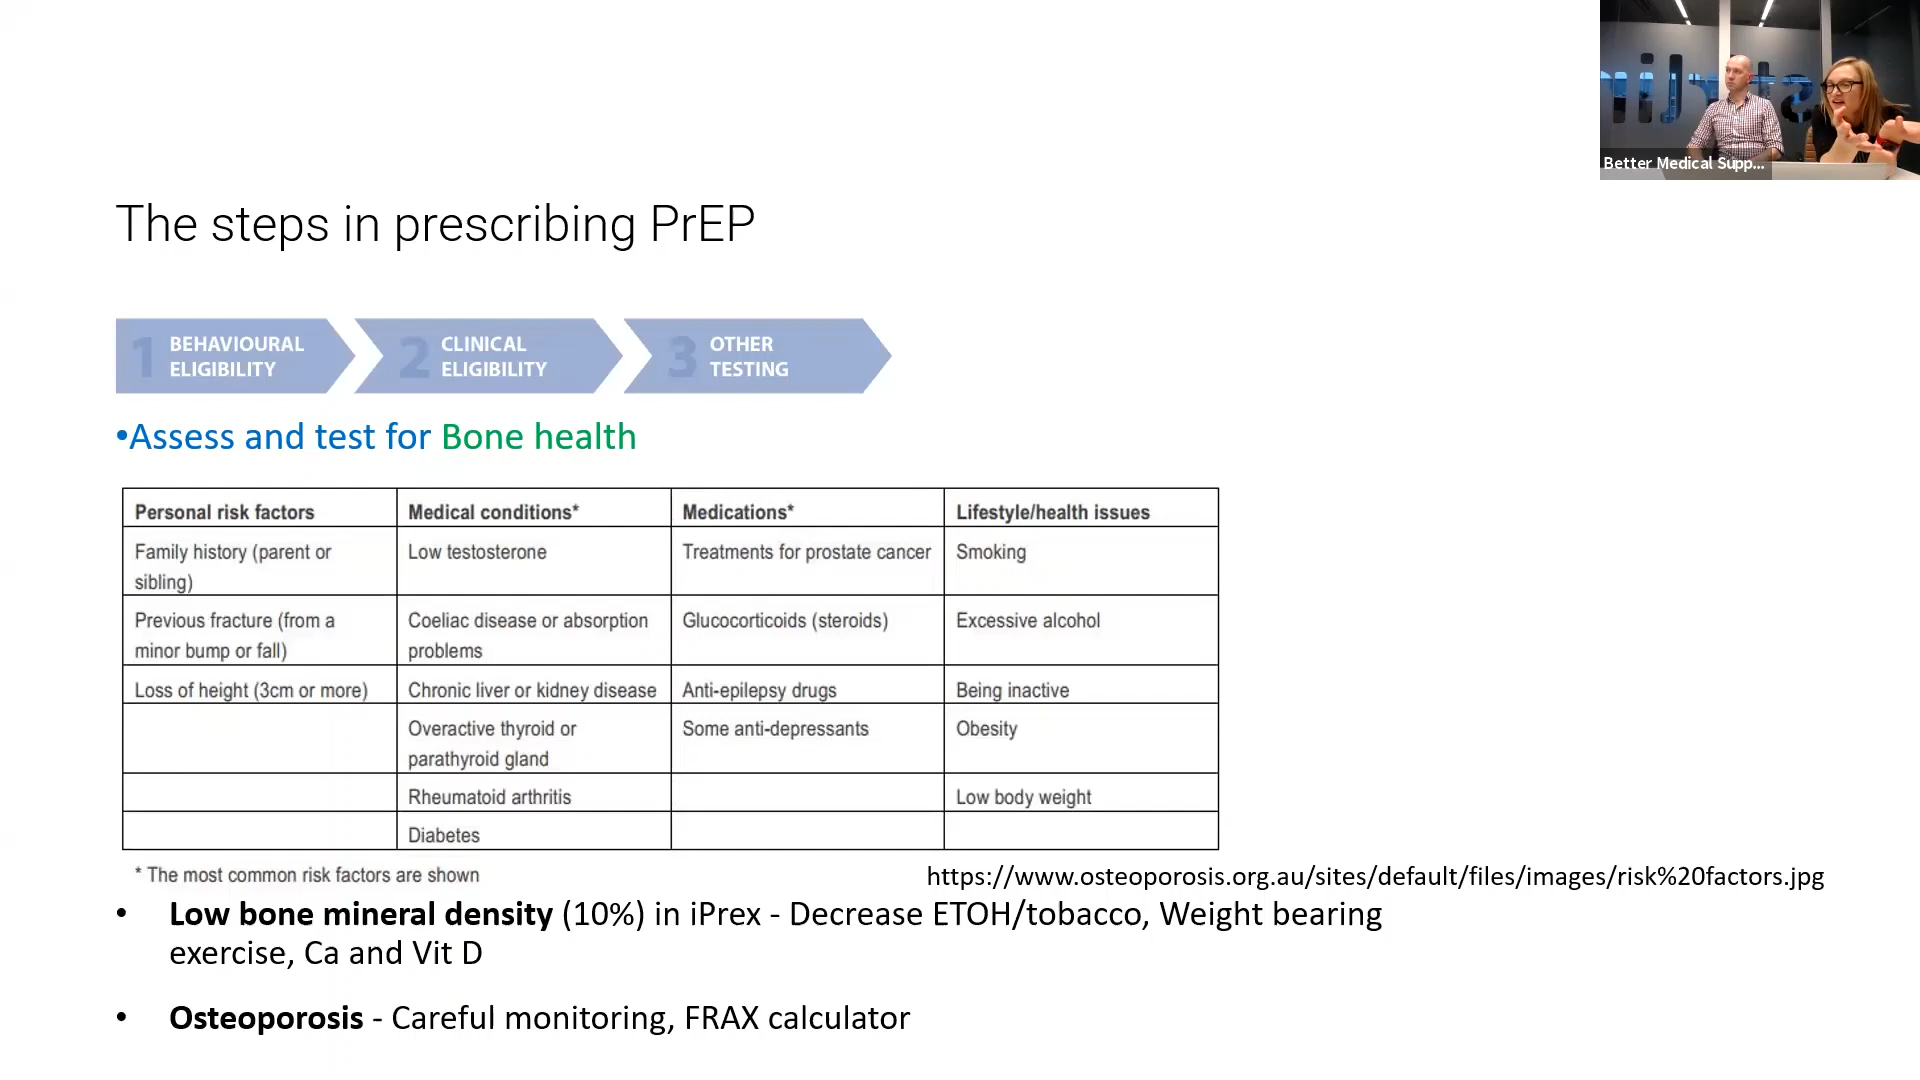 Better Medical Supp...
The steps in prescribing PrEP
1 BEHAVIOURAL ELIGIBILITY
2 CLINICAL ELIGIBILITY
3 OTHER TESTING
•Assess and test for Bone health
Personal risk factors Medical conditions* Medications* Lifestyle/health issues
Family history (parent or sibling) Low testosterone Treatments for prostate cancer Smoking
Previous fracture (from a minor bump or fall) Coeliac disease or absorption problems Glucocorticoids (steroids) Excessive alcohol
Loss of height (3cm or more) Chronic liver or kidney disease Anti-epilepsy drugs Being inactive
Overactive thyroid or parathyroid gland Some anti-depressants Obesity
Rheumatoid arthritis Low body weight
Diabetes
* The most common risk factors are shown
https://www.osteoporosis.org.au/sites/default/files/images/risk%20factors.jpg
• Low bone mineral density (10%) in iPrex - Decrease ETOH/tobacco, Weight bearing
exercise, Ca and Vit D
• Osteoporosis - Careful monitoring, FRAX calculator